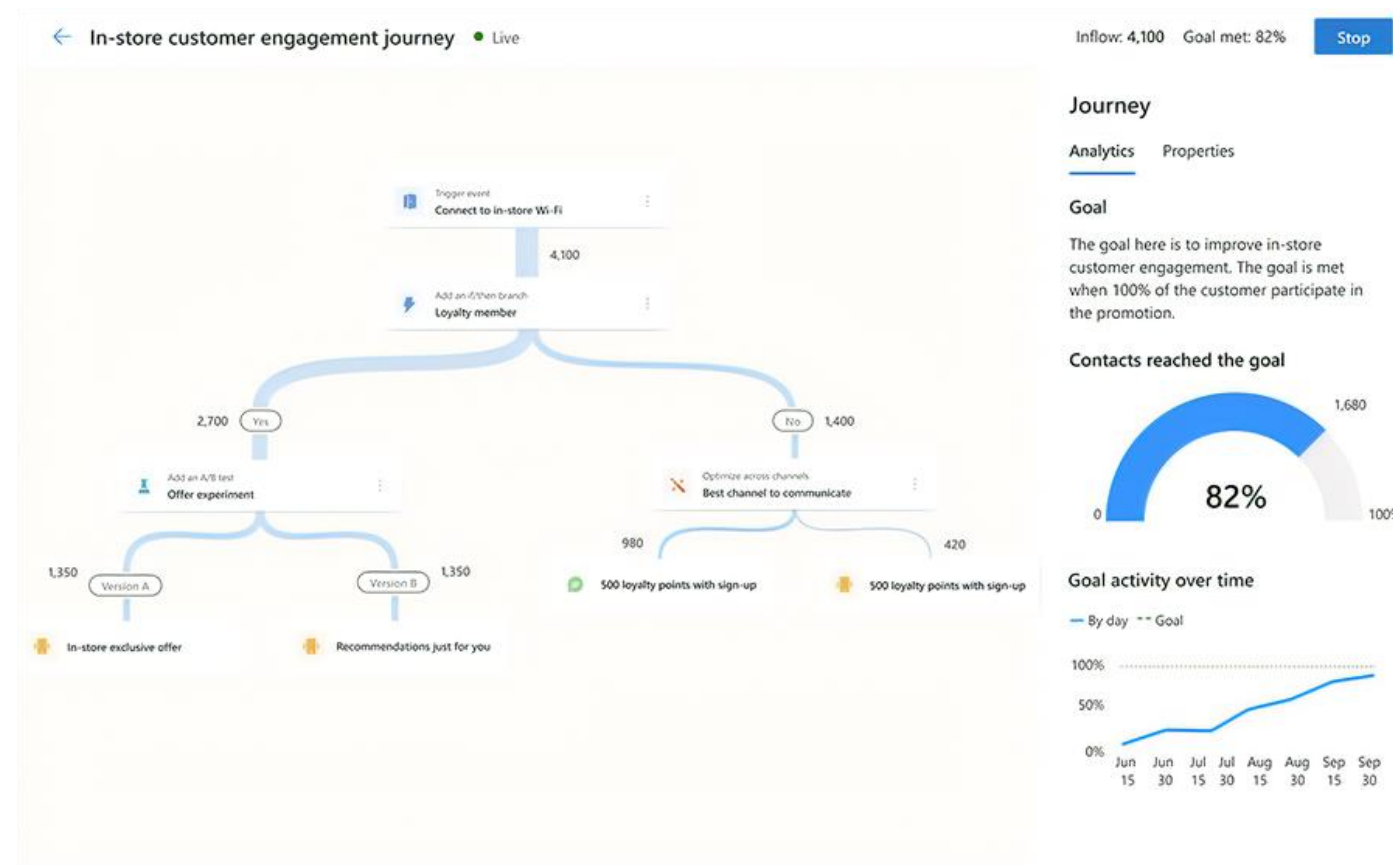 In-store customer engagement journey
Live
Inflow: 4,100
Goal met: 82%
Stop
Trigger event
Connect to in-store Wi-Fi
4,100
Add an if/then branch
Loyalty member
2,700
Yes
No
1,400
Add an A/B test
Offer experiment
Optimize across channels
Best channel to communicate
1,350
Version A
Version B
1,350
980
420
500 loyalty points with sign-up
500 loyalty points with sign-up
In-store exclusive offer
Recommendations just for you
Journey
Analytics
Properties
Goal
The goal here is to improve in-store
customer engagement. The goal is met
when 100% of the customer participate in
the promotion.
Contacts reached the goal
1,680
82%
0
100%
Goal activity over time
By day
Goal
100%
50%
0%
Jun 15
Jun 30
Jul 15
Jul 30
Aug 15
Aug 30
Sep 15
Sep 30